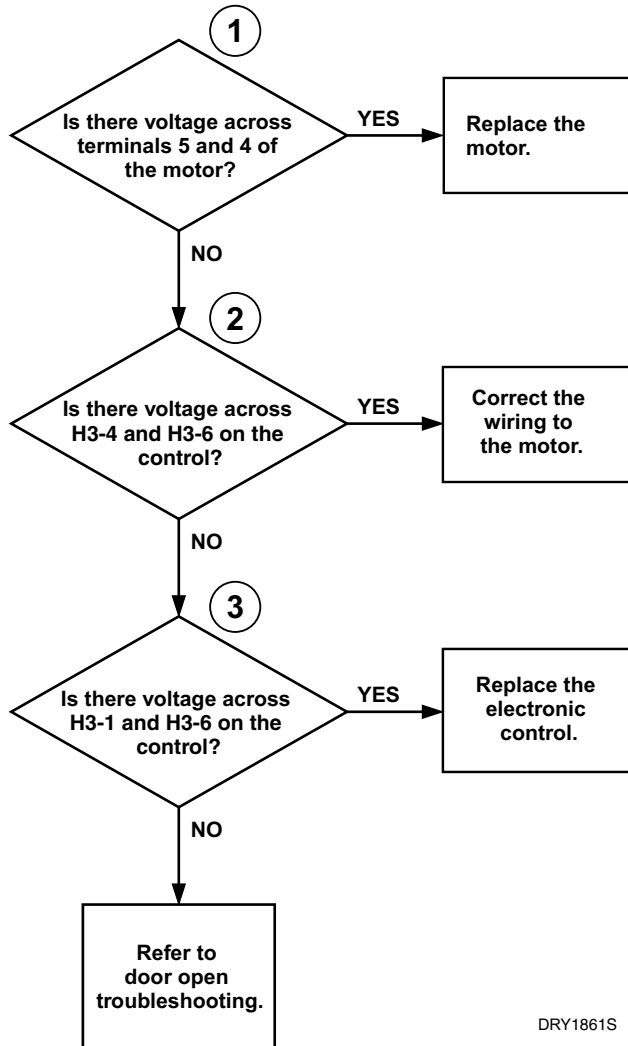 1
Is there voltage across
terminals 5 and 4 of
the motor?
YES
Replace the
motor.
NO
2
Is there voltage across
H3-4 and H3-6 on the
control?
YES
Correct the
wiring to
the motor.
NO
3
Is there voltage across
H3-1 and H3-6 on the
control?
YES
Replace the
electronic
control.
NO
Refer to
door open
troubleshooting.
DRY1861S